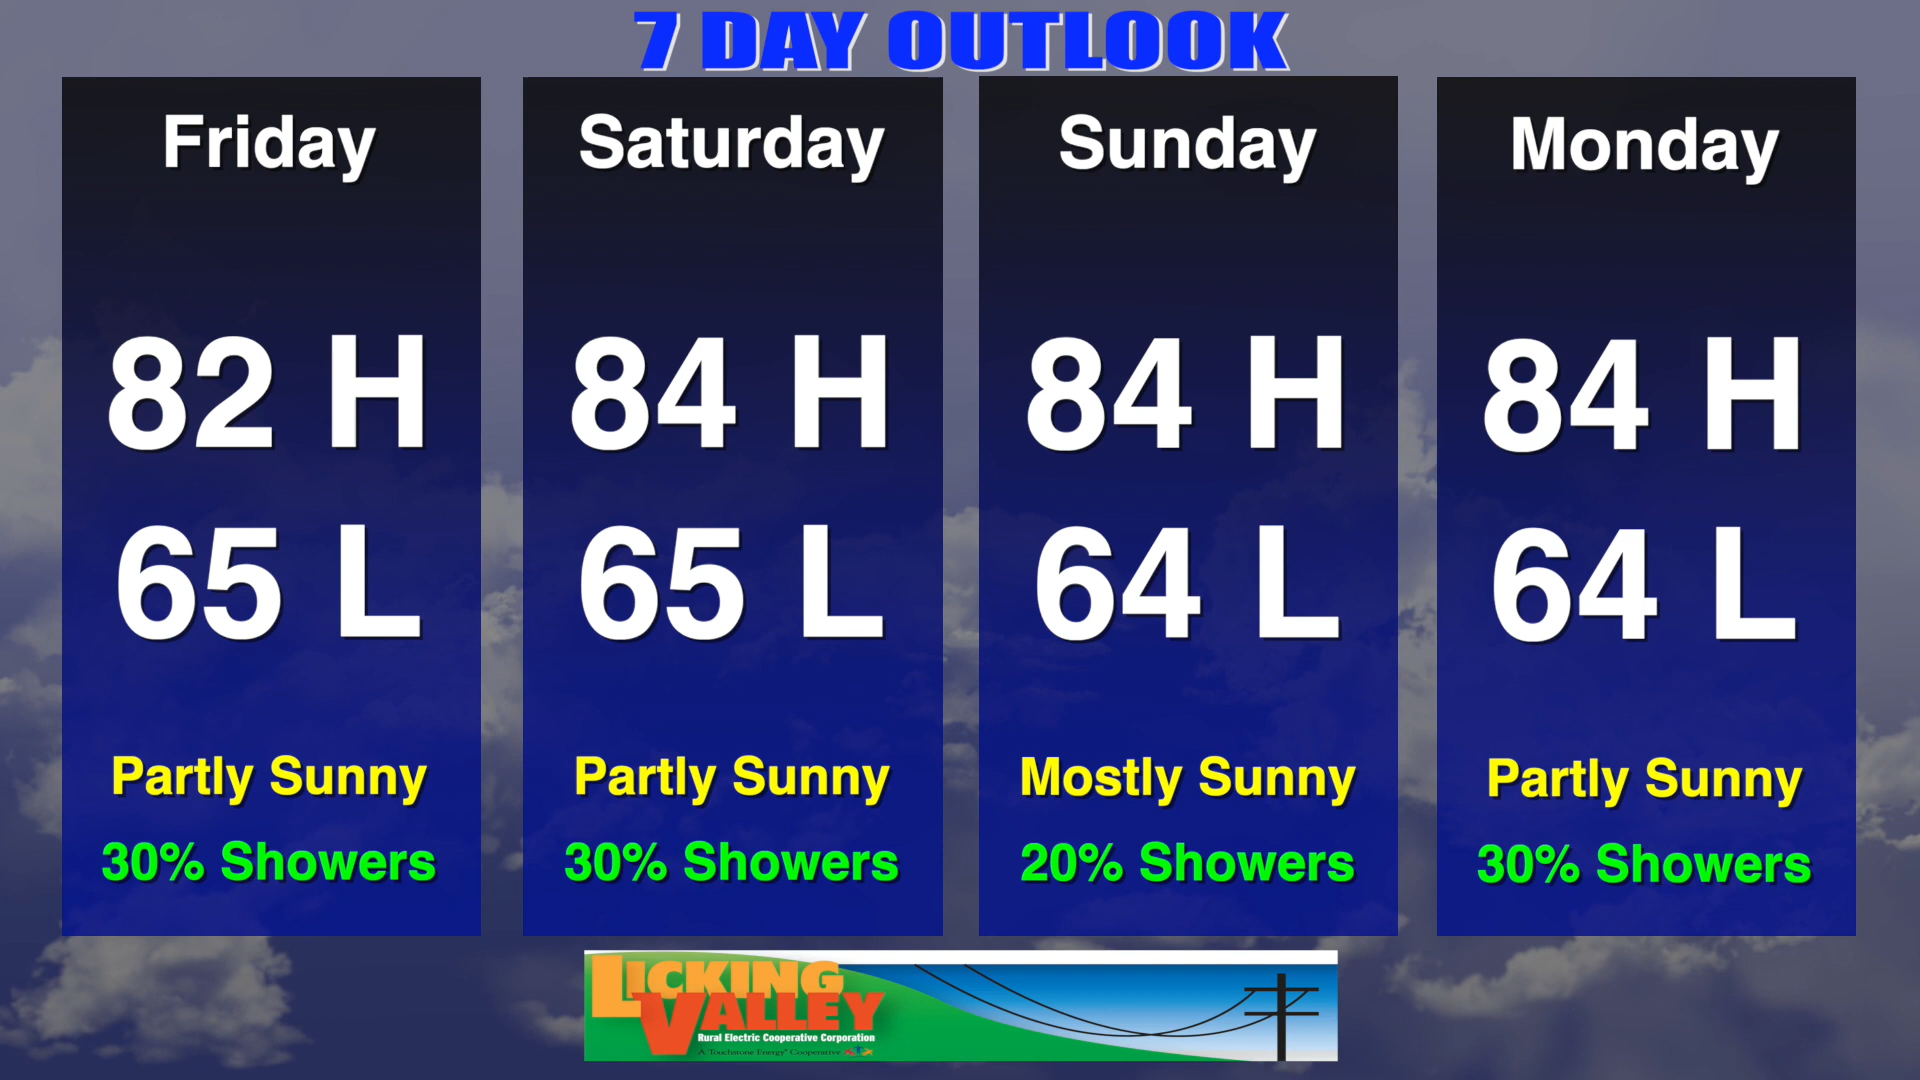 7 DAY OUTLOOK
Friday
82 H
65 L
Partly Sunny
30% Showers
Saturday
84 H
65 L
Partly Sunny
30% Showers
Sunday
84 H
64 L
Mostly Sunny
20% Showers
Monday
84 H
64 L
Partly Sunny
30% Showers
LICKING
VALLEY
Rural Electric Cooperative Corporation
A Touchstone Energy® Cooperative